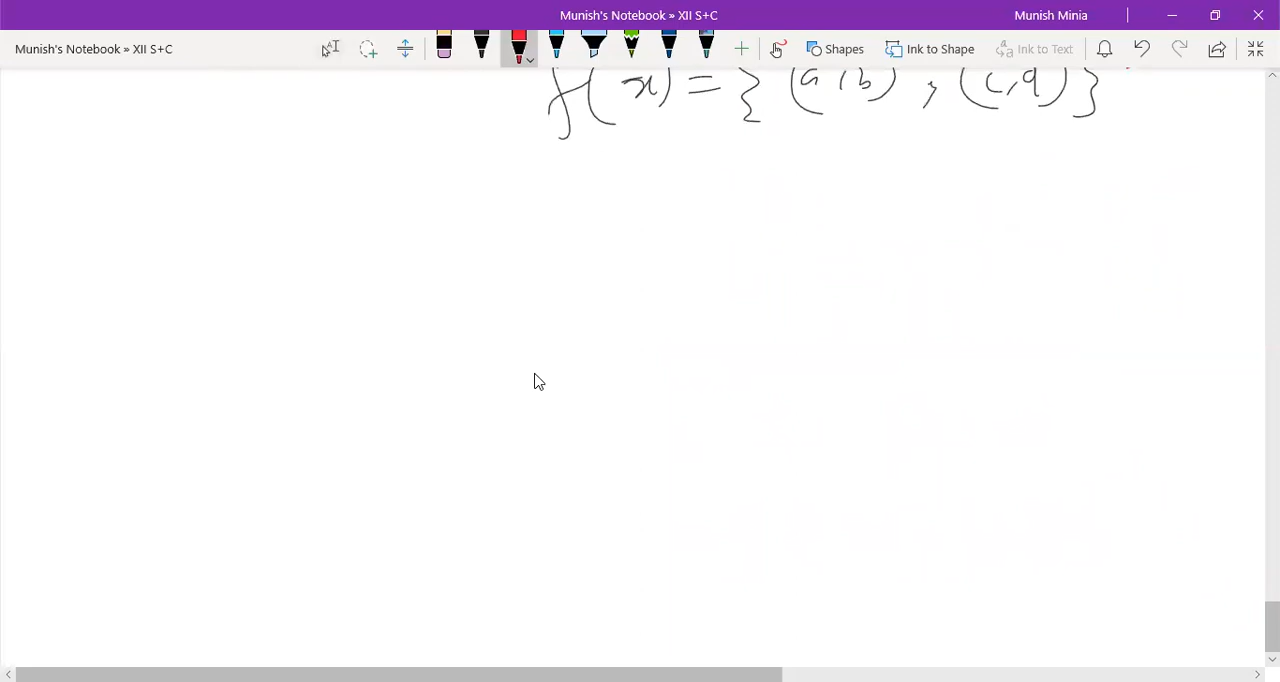 Munish's Notebook » XII S+C
Munish Minia
Munish's Notebook » XII S+C
Shapes
Ink to Shape
Ink to Text
f(x) = { (a, b) , (c, d) }